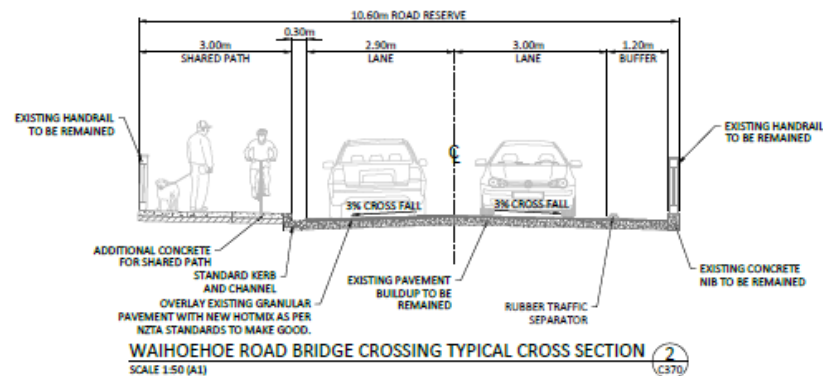 10.60m ROAD RESERVE
3.00m
SHARED PATH
0.30m
2.90m
LANE
3.00m
LANE
1.20m
BUFFER
EXISTING HANDRAIL
TO BE REMAINED
EXISTING HANDRAIL
TO BE REMAINED
℄
3% CROSS FALL
3% CROSS FALL
ADDITIONAL CONCRETE
FOR SHARED PATH
STANDARD KERB
AND CHANNEL
OVERLAY EXISTING GRANULAR
PAVEMENT WITH NEW HOTMIX AS PER
NZTA STANDARDS TO MAKE GOOD.
EXISTING PAVEMENT
BUILDUP TO BE
REMAINED
RUBBER TRAFFIC
SEPARATOR
EXISTING CONCRETE
NIB TO BE REMAINED
WAIHOEHOE ROAD BRIDGE CROSSING TYPICAL CROSS SECTION
SCALE 1:50 (A1)
2
C370